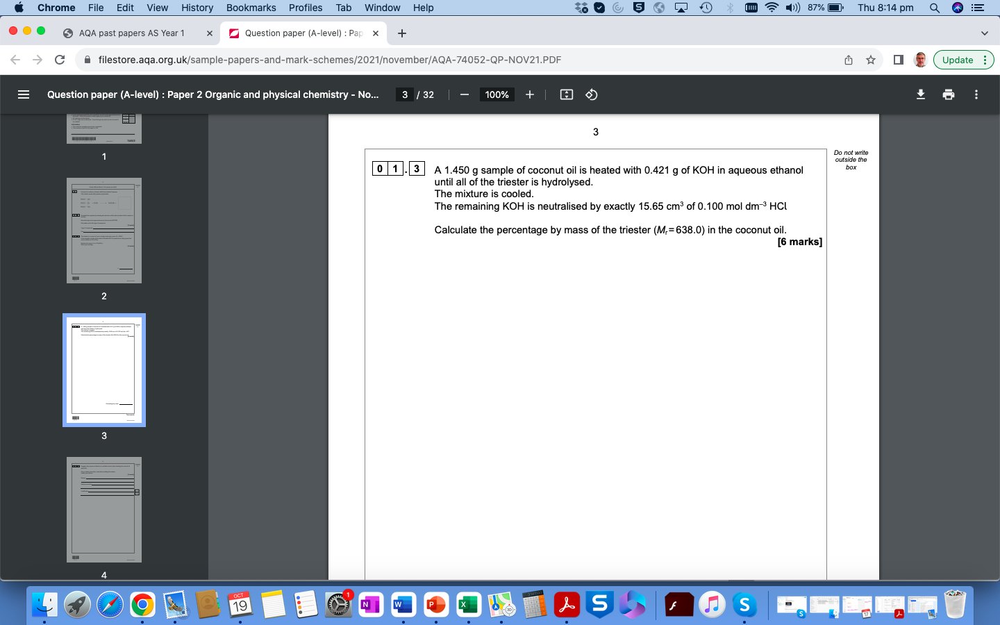 Chrome File Edit View History Bookmarks Profiles Tab Window Help 87% Thu 8:14 pm
AQA past papers AS Year 1 Question paper (A-level) : Pap
filestore.aqa.org.uk/sample-papers-and-mark-schemes/2021/november/AQA-74052-QP-NOV21.PDF Update
Question paper (A-level) : Paper 2 Organic and physical chemistry - No... 3 / 32 100%
1
2
3
4
3
Do not write
outside the
box
0 1 . 3 A 1.450 g sample of coconut oil is heated with 0.421 g of KOH in aqueous ethanol
until all of the triester is hydrolysed.
The mixture is cooled.
The remaining KOH is neutralised by exactly 15.65 cm³ of 0.100 mol dm⁻³ HCl
Calculate the percentage by mass of the triester (Mᵣ = 638.0) in the coconut oil.
[6 marks]
OCT
19
1